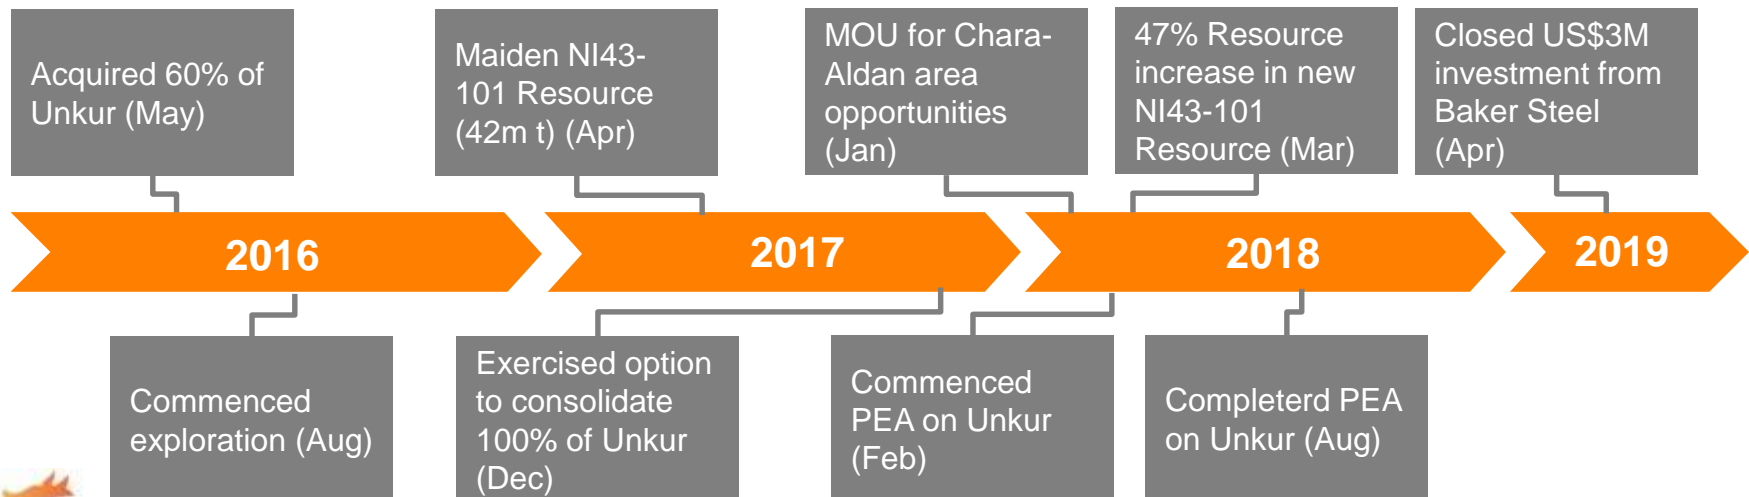 Acquired 60% of
Unkur (May)
Maiden NI43-
101 Resource
(42m t) (Apr)
MOU for Chara-
Aldan area
opportunities
(Jan)
47% Resource
increase in new
NI43-101
Resource (Mar)
Closed US$3M
investment from
Baker Steel
(Apr)
2016
2017
2018
2019
Commenced
exploration (Aug)
Exercised option
to consolidate
100% of Unkur
(Dec)
Commenced
PEA on Unkur
(Feb)
Completerd PEA
on Unkur (Aug)